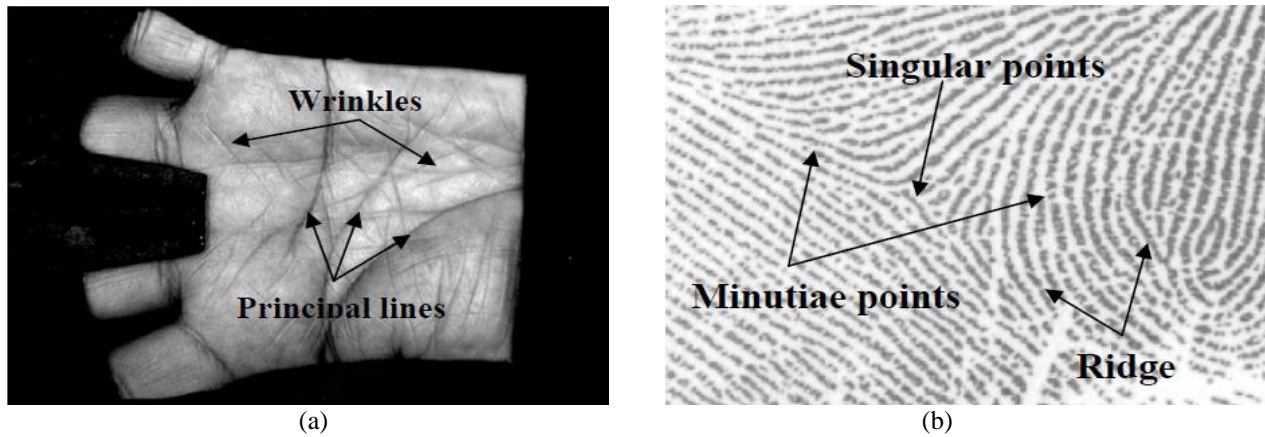 Wrinkles
Principal lines
(a)
Singular points
Minutiae points
Ridge
(b)